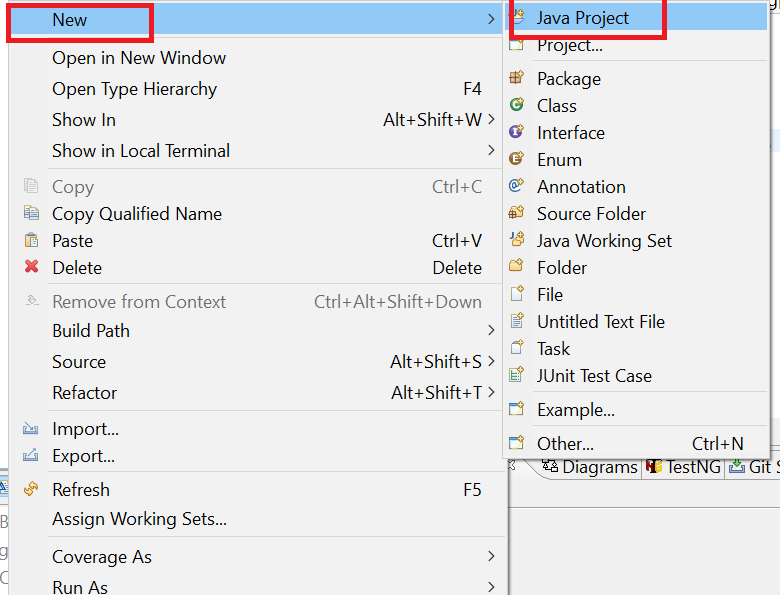 New
Open in New Window
Open Type Hierarchy F4
Show In Alt+Shift+W
Show in Local Terminal
Copy Ctrl+C
Copy Qualified Name
Paste Ctrl+V
Delete Delete
Remove from Context Ctrl+Alt+Shift+Down
Build Path
Source Alt+Shift+S
Refactor Alt+Shift+T
Import...
Export...
Refresh F5
Assign Working Sets...
Coverage As
Run As
Java Project
Project...
Package
Class
Interface
Enum
Annotation
Source Folder
Java Working Set
Folder
File
Untitled Text File
Task
JUnit Test Case
Example...
Other... Ctrl+N
Diagrams TestNG Git S